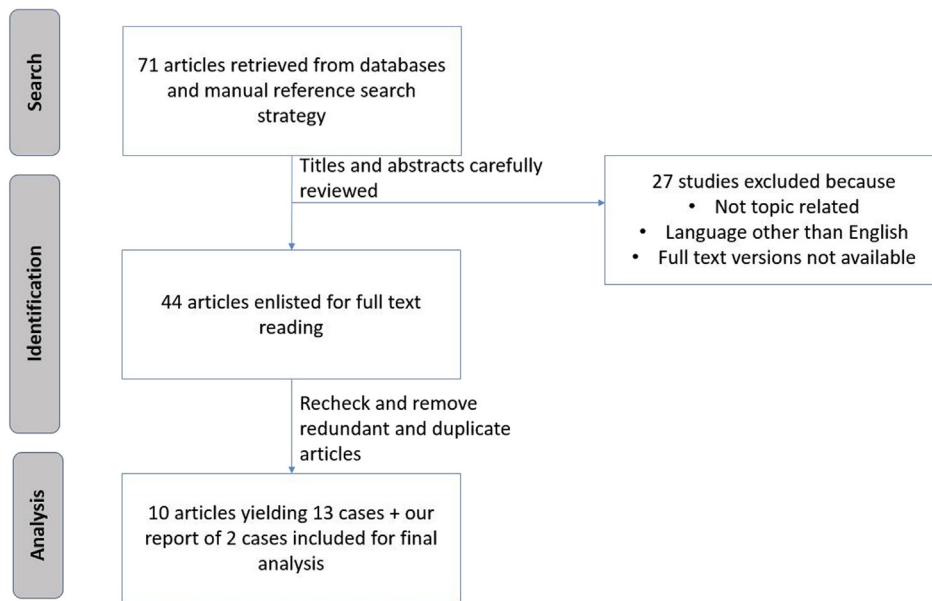 Search
71 articles retrieved from databases
and manual reference search
strategy
Titles and abstracts carefully
reviewed
27 studies excluded because
• Not topic related
• Language other than English
• Full text versions not available
Identification
44 articles enlisted for full text
reading
Recheck and remove
redundant and duplicate
articles
Analysis
10 articles yielding 13 cases + our
report of 2 cases included for final
analysis